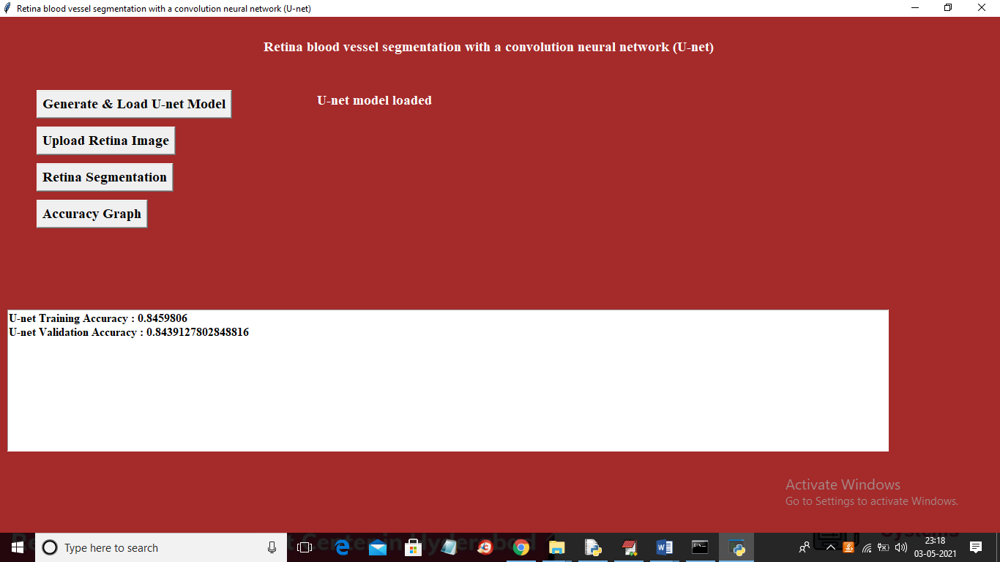 Retina blood vessel segmentation with a convolution neural network (U-net)
Retina blood vessel segmentation with a convolution neural network (U-net)
Generate & Load U-net Model
U-net model loaded
Upload Retina Image
Retina Segmentation
Accuracy Graph
U-net Training Accuracy : 0.8459806
U-net Validation Accuracy : 0.8439127802848816
Activate Windows
Go to Settings to activate Windows.
Type here to search
Systems
23:18
03-05-2021